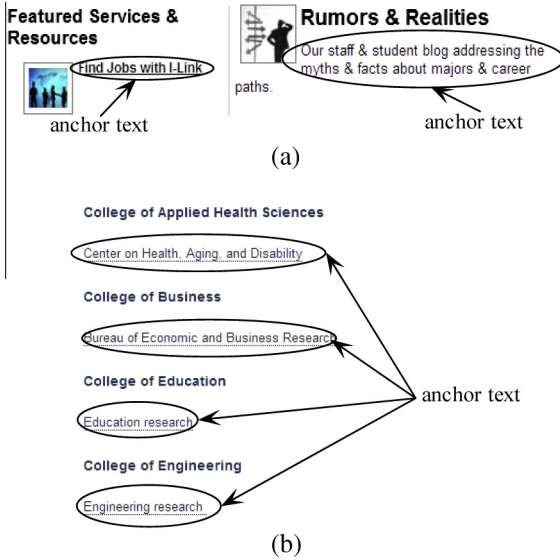 Featured Services &
Resources
Find Jobs with I-Link
anchor text
Rumors & Realities
Our staff & student blog addressing the
myths & facts about majors & career
paths.
anchor text
(a)
College of Applied Health Sciences
Center on Health, Aging, and Disability
College of Business
Bureau of Economic and Business Research
College of Education
Education research
College of Engineering
Engineering research
anchor text
(b)